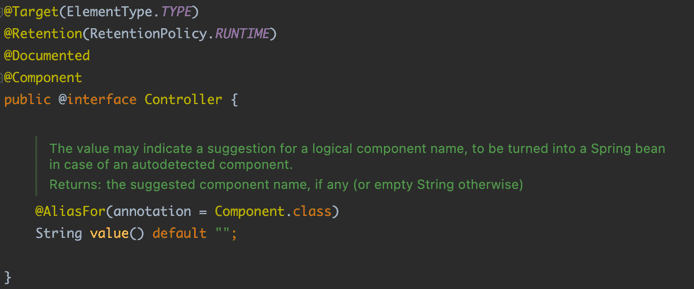 @Target(ElementType.TYPE)
@Retention(RetentionPolicy.RUNTIME)
@Documented
@Component
public @interface Controller {
The value may indicate a suggestion for a logical component name, to be turned into a Spring bean
in case of an autodetected component.
Returns: the suggested component name, if any (or empty String otherwise)
@AliasFor(annotation = Component.class)
String value() default "";
}